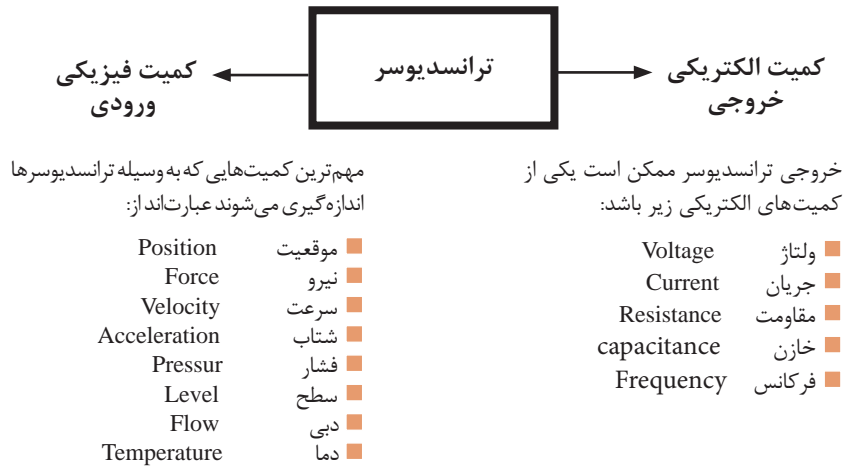 کمیت الکتریکی
خروجی
ترانسدیوسر
کمیت فیزیکی
ورودی
خروجی ترانسدیوسر ممکن است یکی از
کمیت‌های الکتریکی زیر باشد:
ولتاژ Voltage
جریان Current
مقاومت Resistance
خازن capacitance
فرکانس Frequency
مهم‌ترین کمیت‌هایی که به وسیله ترانسدیوسرها
اندازه گیری می‌شوند عبارت‌اند از:
موقعیت Position
نیرو Force
سرعت Velocity
شتاب Acceleration
فشار Pressur
سطح Level
دبی Flow
دما Temperature